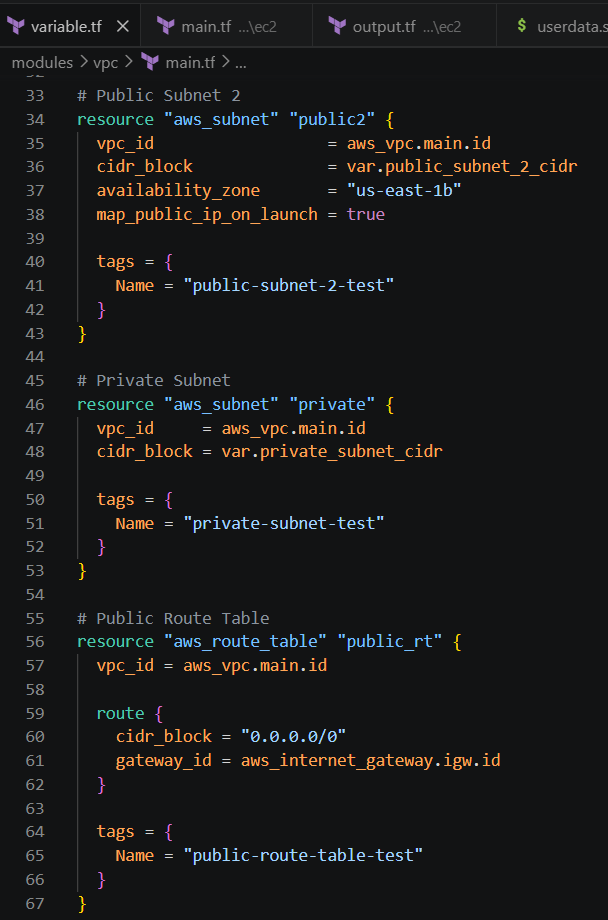 variable.tf ×
main.tf ...\ec2
output.tf ...\ec2
$ userdata.s
modules > vpc > main.tf > ...
32
33 # Public Subnet 2
34 resource "aws_subnet" "public2" {
35 vpc_id = aws_vpc.main.id
36 cidr_block = var.public_subnet_2_cidr
37 availability_zone = "us-east-1b"
38 map_public_ip_on_launch = true
39
40 tags = {
41 Name = "public-subnet-2-test"
42 }
43 }
44
45 # Private Subnet
46 resource "aws_subnet" "private" {
47 vpc_id = aws_vpc.main.id
48 cidr_block = var.private_subnet_cidr
49
50 tags = {
51 Name = "private-subnet-test"
52 }
53 }
54
55 # Public Route Table
56 resource "aws_route_table" "public_rt" {
57 vpc_id = aws_vpc.main.id
58
59 route {
60 cidr_block = "0.0.0.0/0"
61 gateway_id = aws_internet_gateway.igw.id
62 }
63
64 tags = {
65 Name = "public-route-table-test"
66 }
67 }